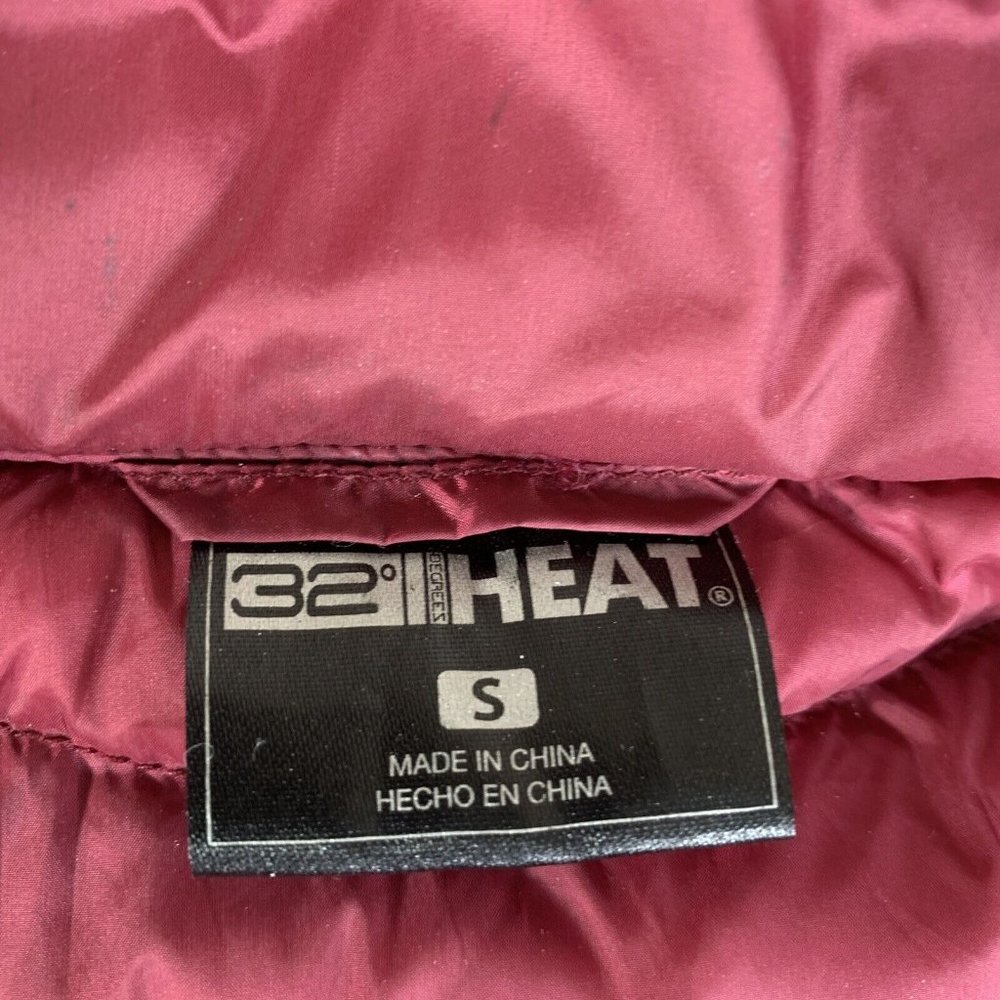 32° DEGREES HEAT®
S
MADE IN CHINA
HECHO EN CHINA